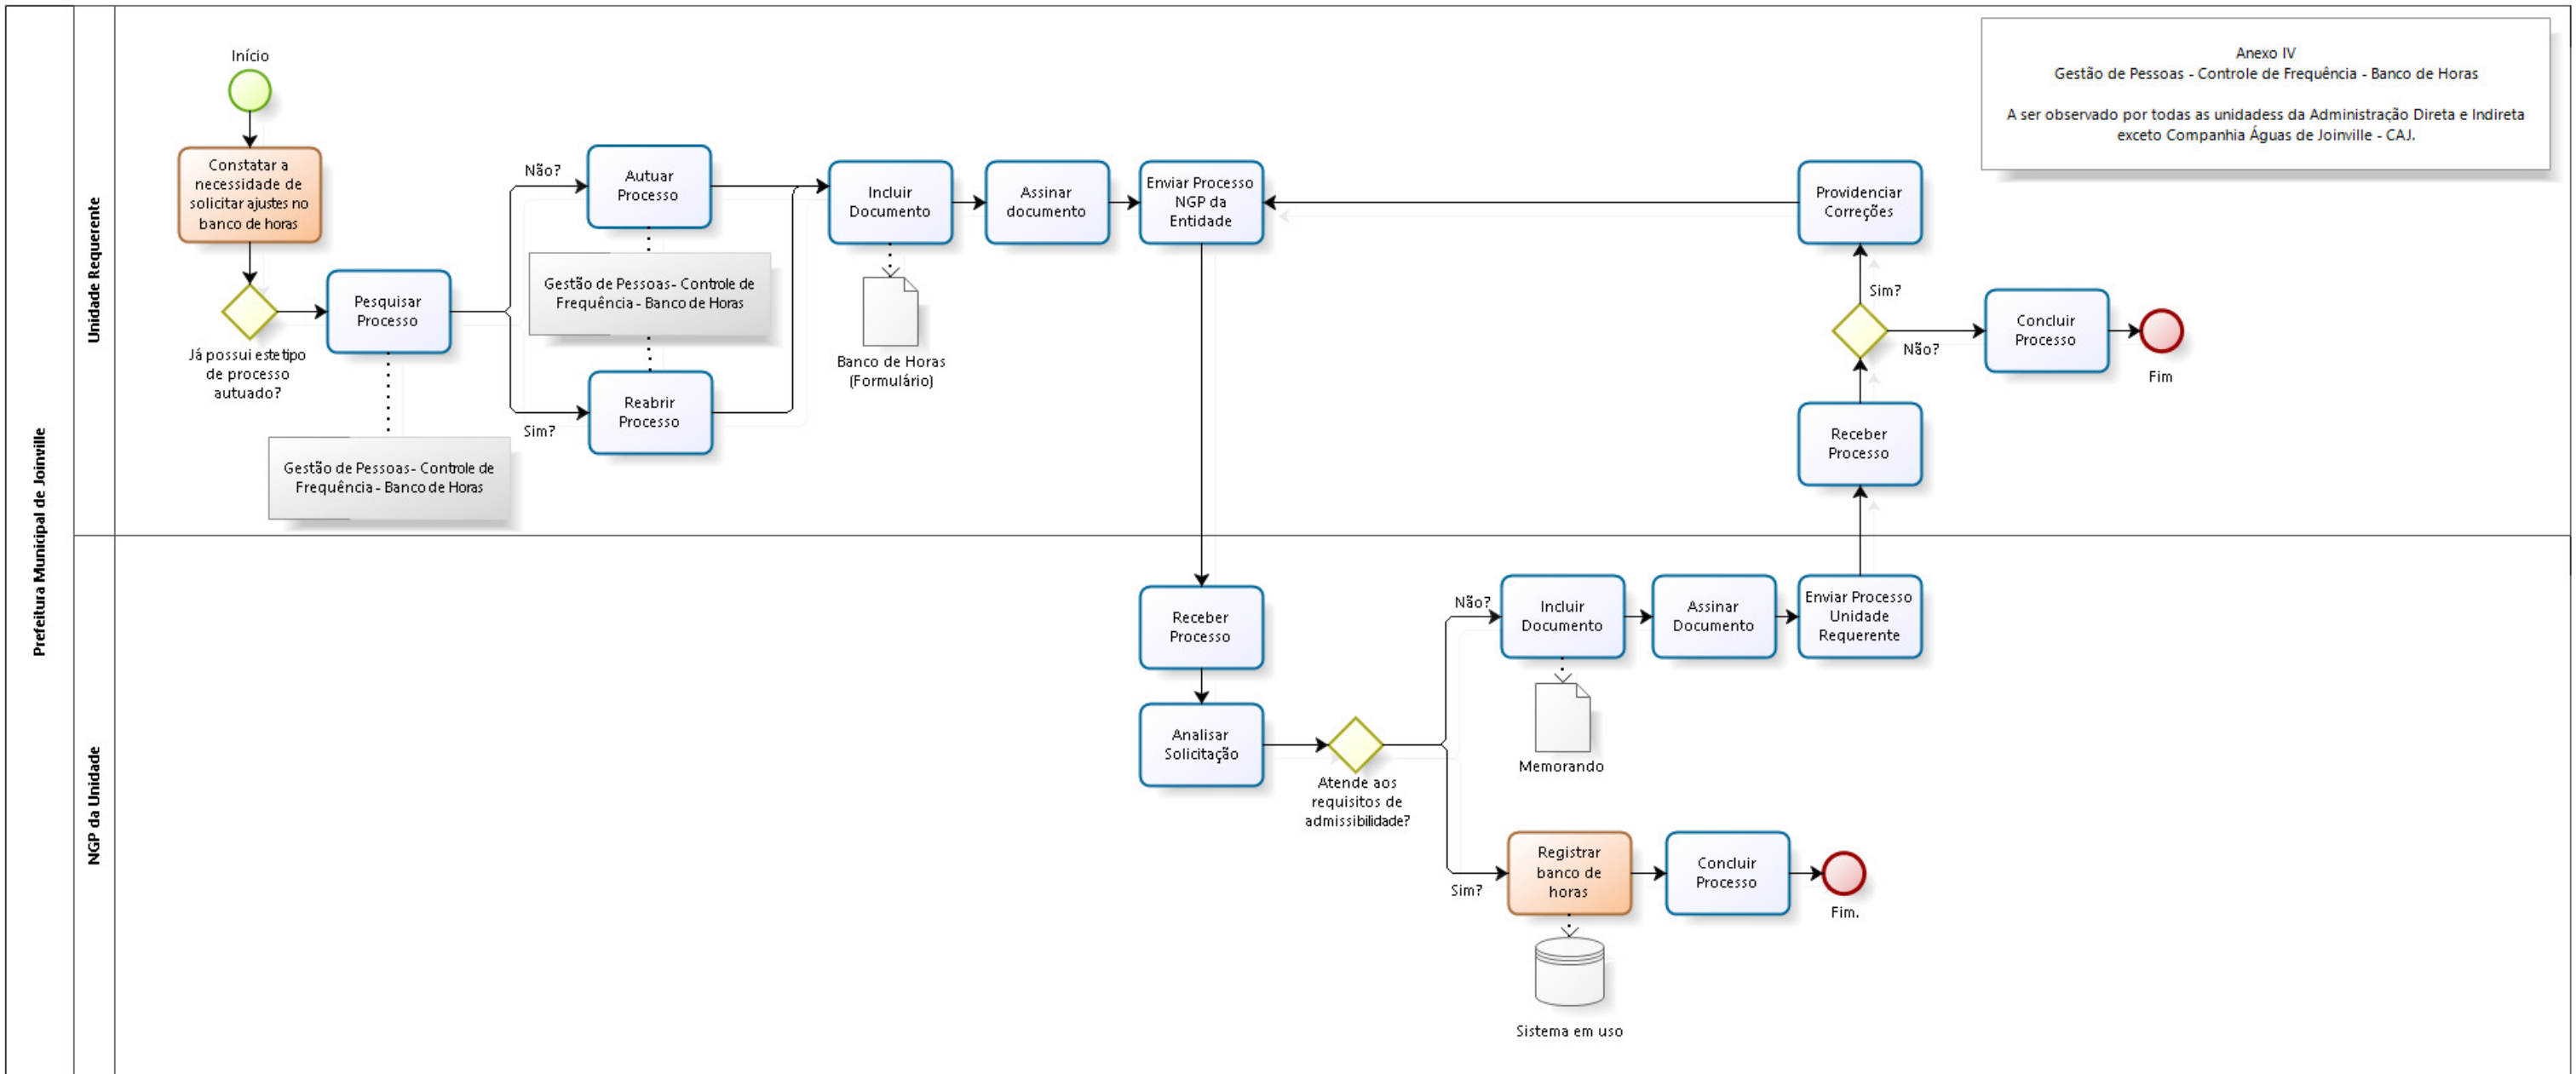 Prefeitura Municipal de Joinville
Unidade Requerente
Início
Constatar a
necessidade de
solicitar ajustes no
banco de horas
Já possui este tipo
de processo
autuado?
Pesquisar
Processo
Gestão de Pessoas- Controle de
Frequência - Banco de Horas
Não?
Autuar
Processo
Gestão de Pessoas- Controle de
Frequência - Banco de Horas
Sim?
Reabrir
Processo
Incluir
Documento
Banco de Horas
(Formulário)
Assinar
documento
Enviar Processo
NGP da
Entidade
Providenciar
Correções
Sim?
Não?
Concluir
Processo
Fim
Receber
Processo
Anexo IV
Gestão de Pessoas - Controle de Frequência - Banco de Horas
A ser observado por todas as unidadess da Administração Direta e Indireta
exceto Companhia Águas de Joinville - CAJ.
NGP da Unidade
Receber
Processo
Analisar
Solicitação
Atende aos
requisitos de
admissibilidade?
Não?
Incluir
Documento
Memorando
Assinar
Documento
Enviar Processo
Unidade
Requerente
Sim?
Registrar
banco de
horas
Sistema em uso
Concluir
Processo
Fim.